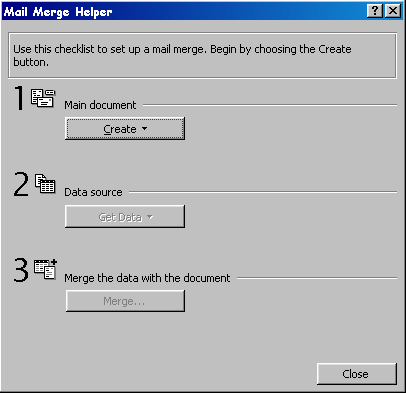 Mail Merge Helper
Use this checklist to set up a mail merge. Begin by choosing the Create
button.
1
Main document
Create
2
Data source
Get Data
3
Merge the data with the document
Merge...
Close